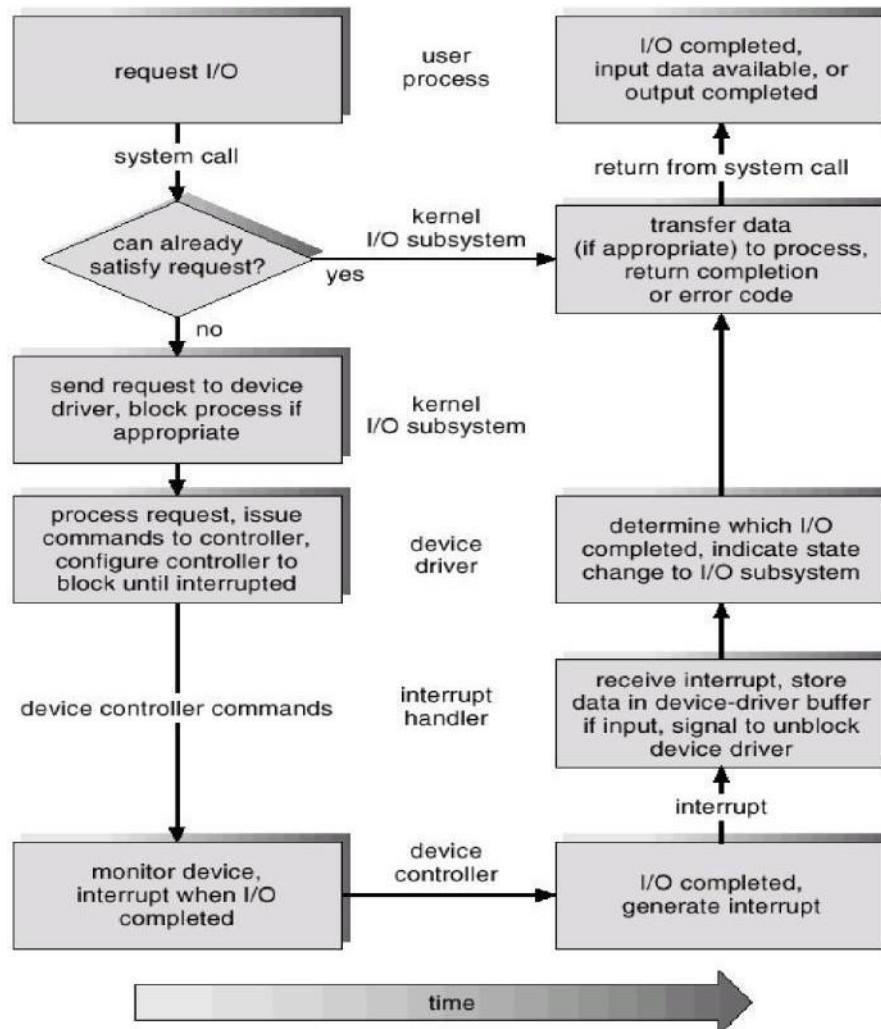 request I/O
user
process
I/O completed,
input data available, or
output completed
system call
return from system call
can already
satisfy request?
kernel
I/O subsystem
yes
no
transfer data
(if appropriate) to process,
return completion
or error code
send request to device
driver, block process if
appropriate
kernel
I/O subsystem
process request, issue
commands to controller,
configure controller to
block until interrupted
device
driver
determine which I/O
completed, indicate state
change to I/O subsystem
device controller commands
interrupt
handler
receive interrupt, store
data in device-driver buffer
if input, signal to unblock
device driver
interrupt
monitor device,
interrupt when I/O
completed
device
controller
I/O completed,
generate interrupt
time